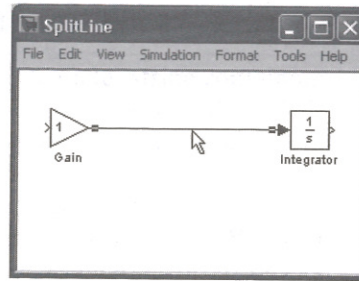 SplitLine
File Edit View Simulation Format Tools Help
1
1
s
Gain
Integrator